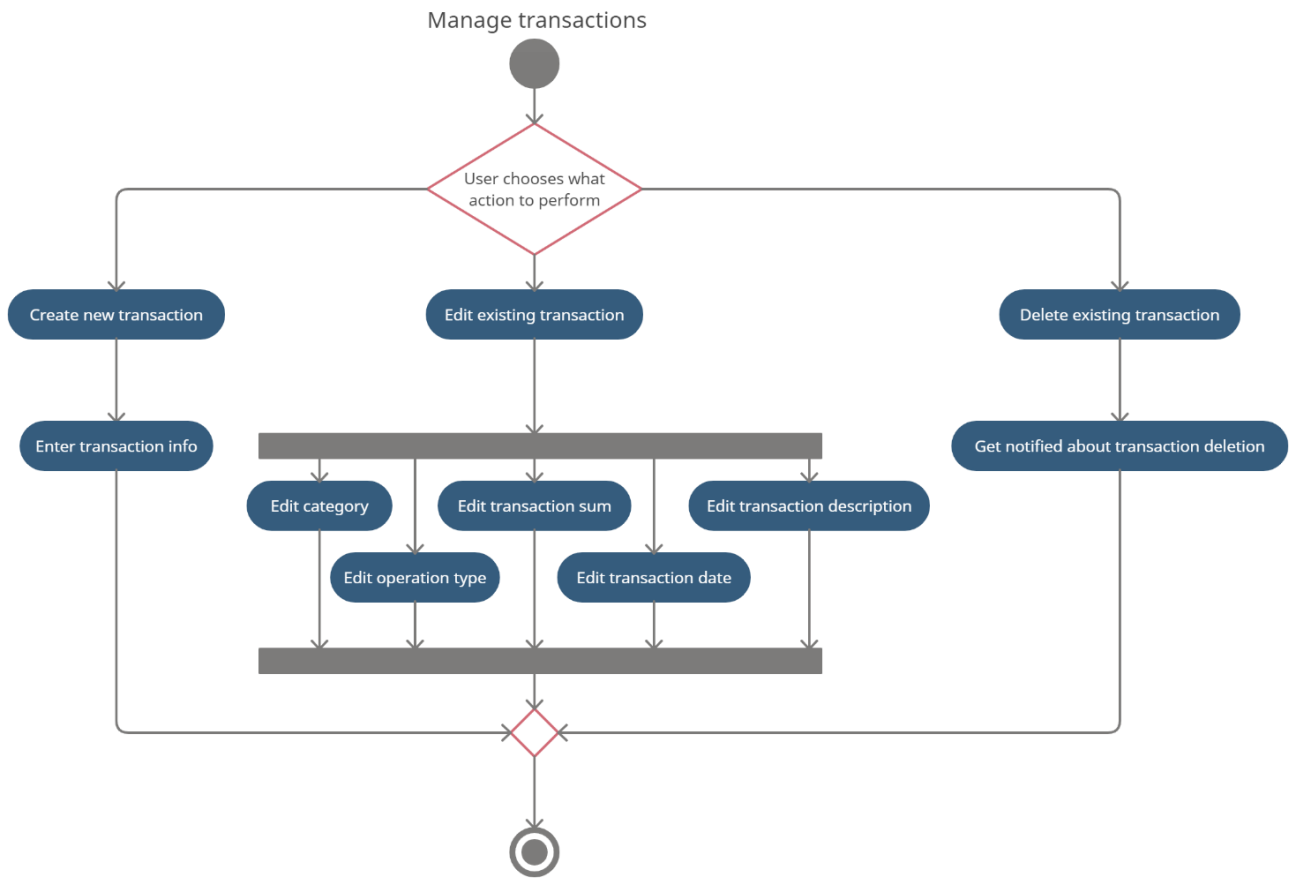 Manage transactions
User chooses what
action to perform
Create new transaction
Edit existing transaction
Delete existing transaction
Enter transaction info
Get notified about transaction deletion
Edit category
Edit transaction sum
Edit transaction description
Edit operation type
Edit transaction date